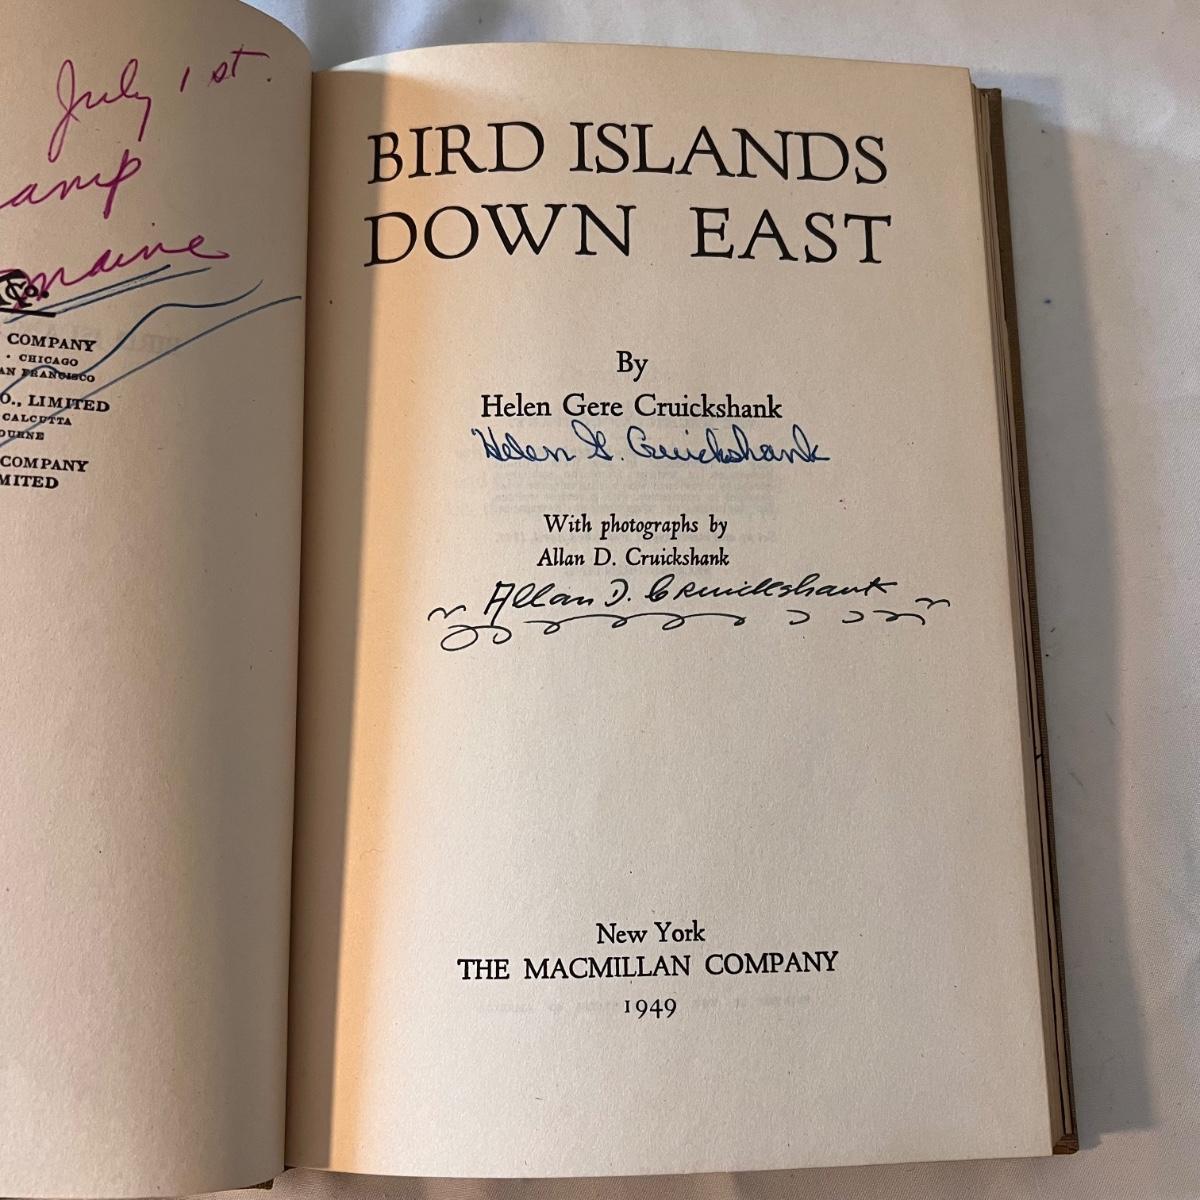 July 1st.
amp
maine
Co.
COMPANY
· CHICAGO
AN FRANCISCO
O., LIMITED
CALCUTTA
OURNE
COMPANY
MITED
BIRD ISLANDS
DOWN EAST
By
Helen Gere Cruickshank
Helen G. Cruickshank
With photographs by
Allan D. Cruickshank
Allan D. Cruickshank
New York
THE MACMILLAN COMPANY
1949